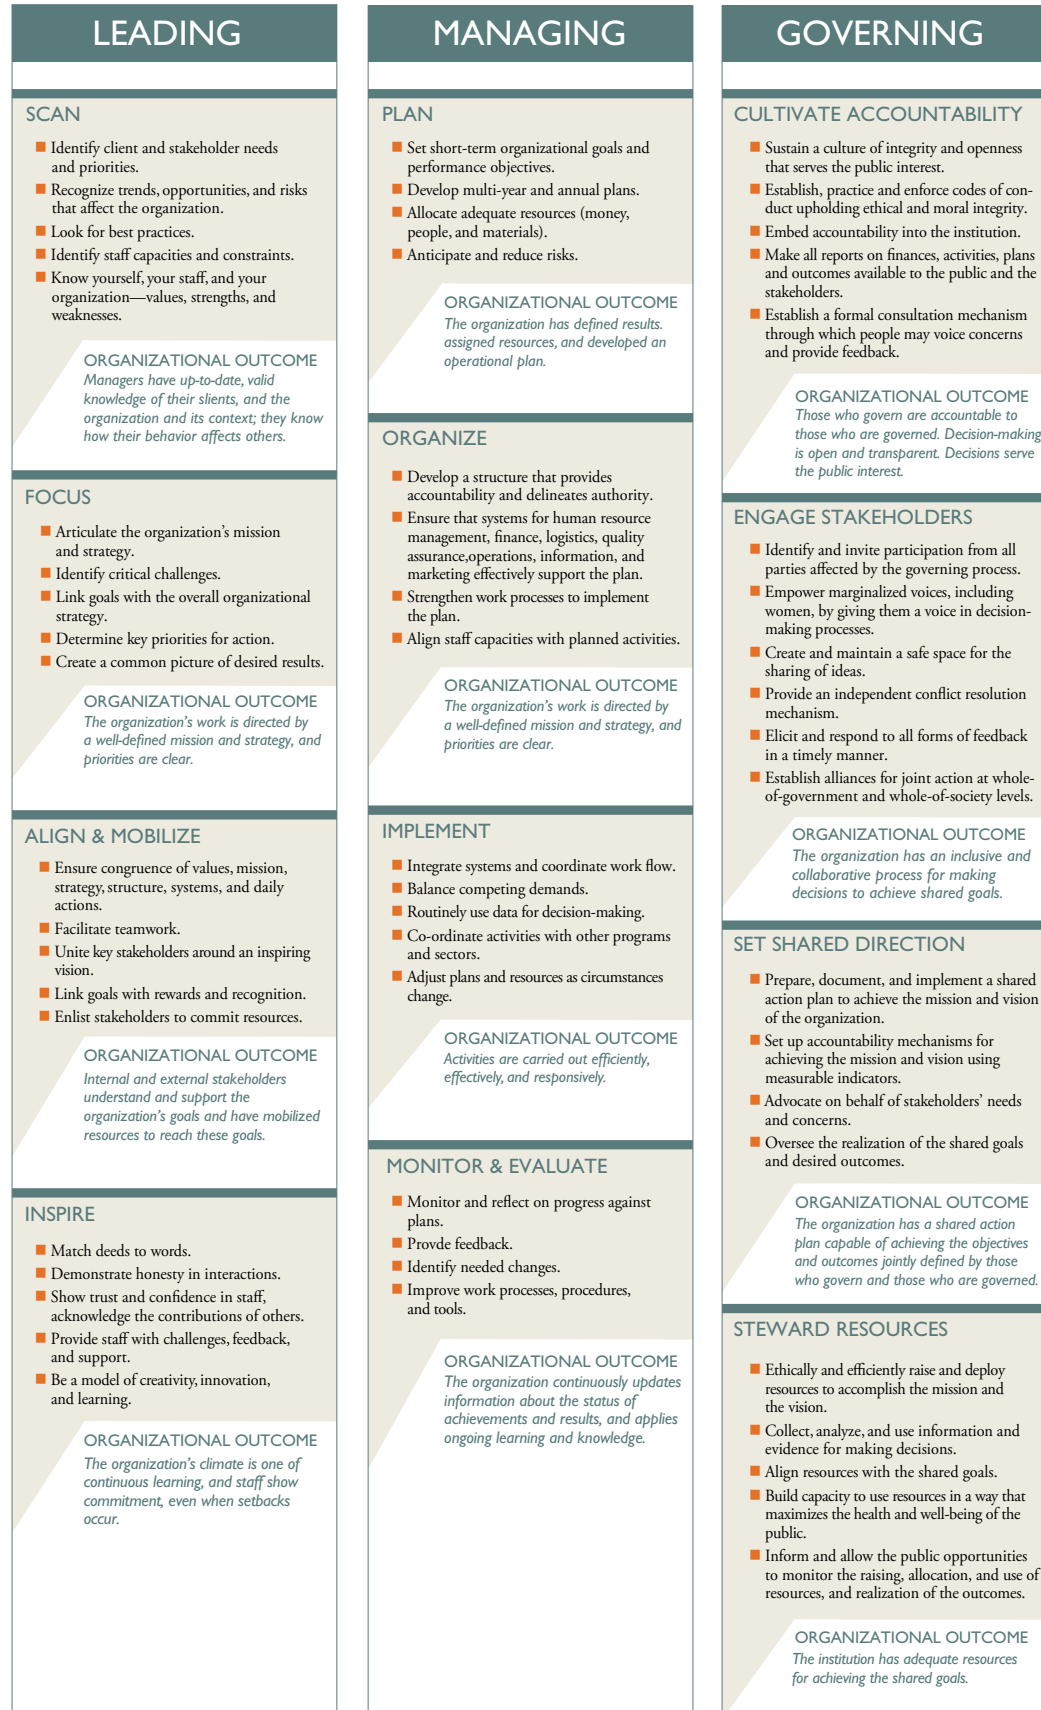 LEADING
SCAN
Identify client and stakeholder needs
and priorities.
Recognize trends, opportunities, and risks
that affect the organization.
Look for best practices.
Identify staff capacities and constraints.
Know yourself, your staff, and your
organization—values, strengths, and
weaknesses.
ORGANIZATIONAL OUTCOME
Managers have up-to-date, valid
knowledge of their slients, and the
organization and its context; they know
how their behavior affects others.
FOCUS
Articulate the organization's mission
and strategy.
Identify critical challenges.
Link goals with the overall organizational
strategy.
Determine key priorities for action.
Create a common picture of desired results.
ORGANIZATIONAL OUTCOME
The organization's work is directed by
a well-defined mission and strategy, and
priorities are clear.
ALIGN & MOBILIZE
Ensure congruence of values, mission,
strategy, structure, systems, and daily
actions.
Facilitate teamwork.
Unite key stakeholders around an inspiring
vision.
Link goals with rewards and recognition.
Enlist stakeholders to commit resources.
ORGANIZATIONAL OUTCOME
Internal and external stakeholders
understand and support the
organization's goals and have mobilized
resources to reach these goals.
INSPIRE
Match deeds to words.
Demonstrate honesty in interactions.
Show trust and confidence in staff,
acknowledge the contributions of others.
Provide staff with challenges, feedback,
and support.
Be a model of creativity, innovation,
and learning.
ORGANIZATIONAL OUTCOME
The organization's climate is one of
continuous learning, and staff show
commitment, even when setbacks
occur.
MANAGING
PLAN
Set short-term organizational goals and
performance objectives.
Develop multi-year and annual plans.
Allocate adequate resources (money,
people, and materials).
Anticipate and reduce risks.
ORGANIZATIONAL OUTCOME
The organization has defined results.
assigned resources, and developed an
operational plan.
ORGANIZE
Develop a structure that provides
accountability and delineates authority.
Ensure that systems for human resource
management, finance, logistics, quality
assurance,operations, information, and
marketing effectively support the plan.
Strengthen work processes to implement
the plan.
Align staff capacities with planned activities.
ORGANIZATIONAL OUTCOME
The organization's work is directed by
a well-defined mission and strategy, and
priorities are clear.
IMPLEMENT
Integrate systems and coordinate work flow.
Balance competing demands.
Routinely use data for decision-making.
Co-ordinate activities with other programs
and sectors.
Adjust plans and resources as circumstances
change.
ORGANIZATIONAL OUTCOME
Activities are carried out efficiently,
effectively, and responsively.
MONITOR & EVALUATE
Monitor and reflect on progress against
plans.
Provde feedback.
Identify needed changes.
Improve work processes, procedures,
and tools.
ORGANIZATIONAL OUTCOME
The organization continuously updates
information about the status of
achievements and results, and applies
ongoing learning and knowledge.
GOVERNING
CULTIVATE ACCOUNTABILITY
Sustain a culture of integrity and openness
that serves the public interest.
Establish, practice and enforce codes of con-
duct upholding ethical and moral integrity.
Embed accountability into the institution.
Make all reports on finances, activities, plans
and outcomes available to the public and the
stakeholders.
Establish a formal consultation mechanism
through which people may voice concerns
and provide feedback.
ORGANIZATIONAL OUTCOME
Those who govern are accountable to
those who are governed. Decision-making
is open and transparent. Decisions serve
the public interest.
ENGAGE STAKEHOLDERS
Identify and invite participation from all
parties affected by the governing process.
Empower marginalized voices, including
women, by giving them a voice in decision-
making processes.
Create and maintain a safe space for the
sharing of ideas.
Provide an independent conflict resolution
mechanism.
Elicit and respond to all forms of feedback
in a timely manner.
Establish alliances for joint action at whole-
of-government and whole-of-society levels.
ORGANIZATIONAL OUTCOME
The organization has an inclusive and
collaborative process for making
decisions to achieve shared goals.
SET SHARED DIRECTION
Prepare, document, and implement a shared
action plan to achieve the mission and vision
of the organization.
Set up accountability mechanisms for
achieving the mission and vision using
measurable indicators.
Advocate on behalf of stakeholders' needs
and concerns.
Oversee the realization of the shared goals
and desired outcomes.
ORGANIZATIONAL OUTCOME
The organization has a shared action
plan capable of achieving the objectives
and outcomes jointly defined by those
who govern and those who are governed.
STEWARD RESOURCES
Ethically and efficiently raise and deploy
resources to accomplish the mission and
the vision.
Collect, analyze, and use information and
evidence for making decisions.
Align resources with the shared goals.
Build capacity to use resources in a way that
maximizes the health and well-being of the
public.
Inform and allow the public opportunities
to monitor the raising, allocation, and use of
resources, and realization of the outcomes.
ORGANIZATIONAL OUTCOME
The institution has adequate resources
for achieving the shared goals.